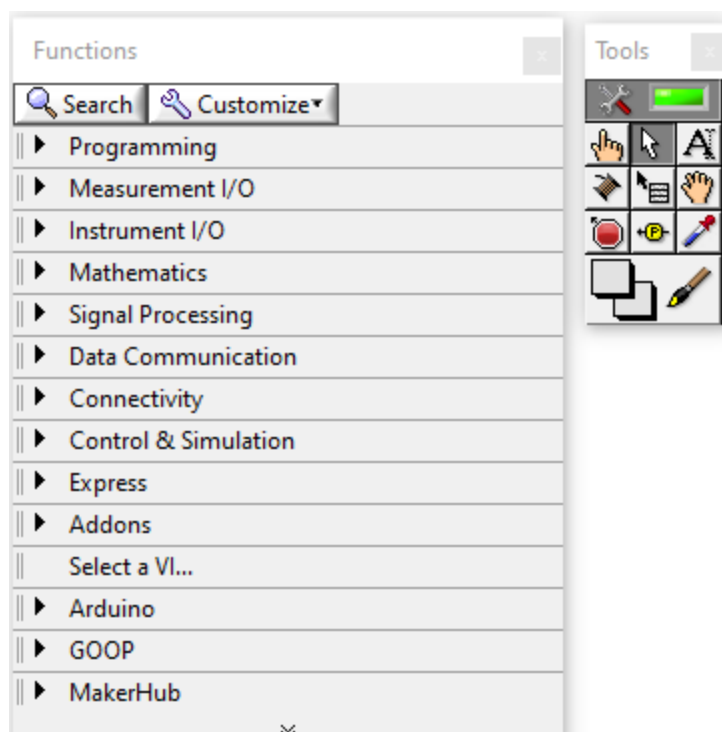 Functions
Search Customize
Programming
Measurement I/O
Instrument I/O
Mathematics
Signal Processing
Data Communication
Connectivity
Control & Simulation
Express
Addons
Select a VI...
Arduino
GOOP
MakerHub
Tools
A
P